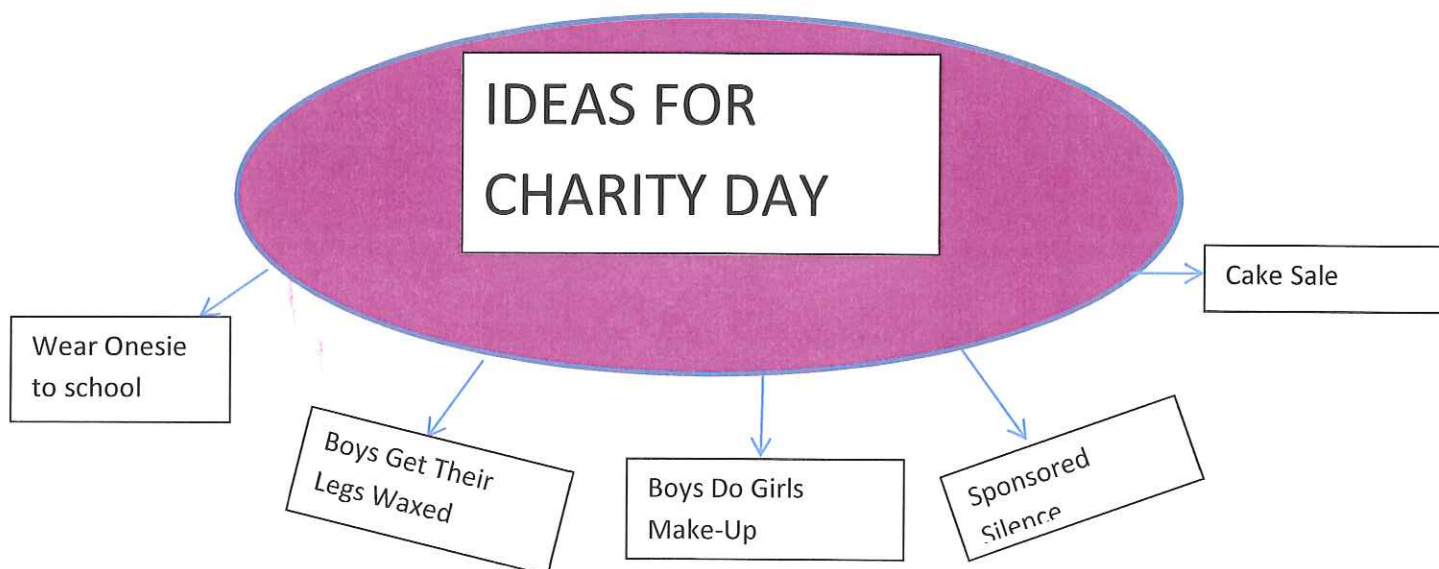 IDEAS FOR
CHARITY DAY
Cake Sale
Wear Onesie
to school
Boys Get Their
Legs Waxed
Boys Do Girls
Make-Up
Sponsored
Silence